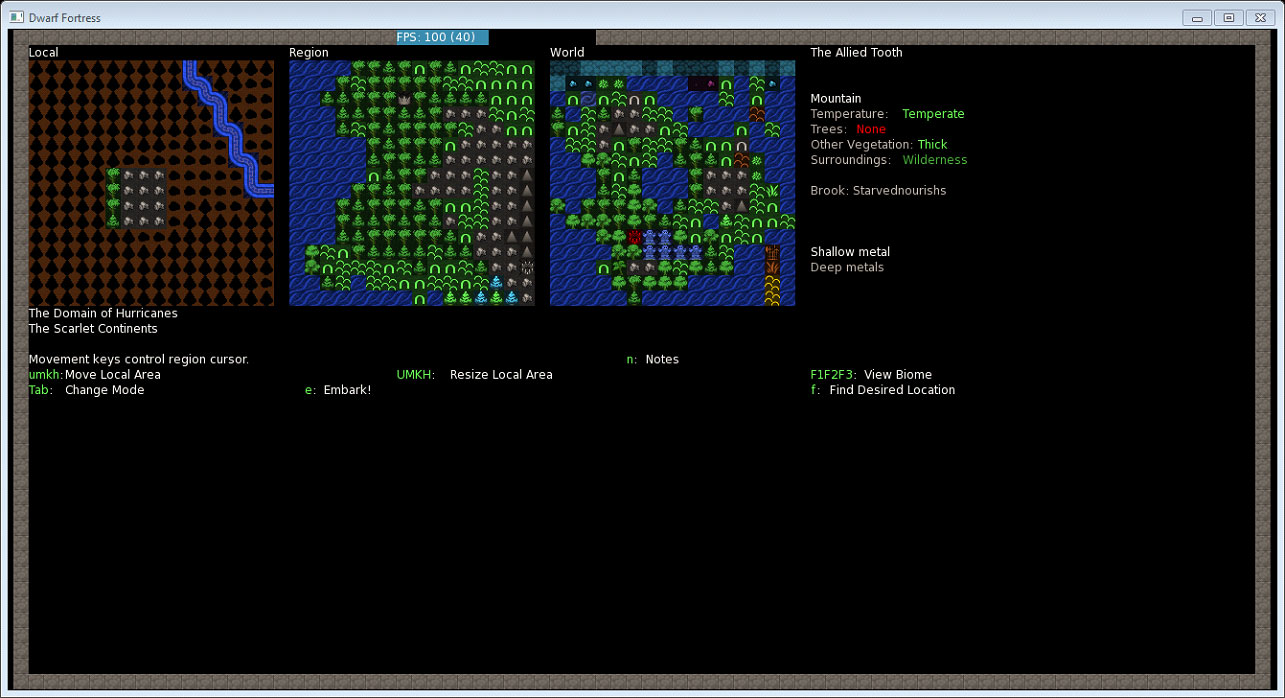 Dwarf Fortress
FPS: 100 (40)
Local Region World The Allied Tooth
Mountain
Temperature: Temperate
Trees: None
Other Vegetation: Thick
Surroundings: Wilderness
Brook: Starvednourishs
Shallow metal
Deep metals
The Domain of Hurricanes
The Scarlet Continents
Movement keys control region cursor. n: Notes
umkh:Move Local Area UMKH: Resize Local Area F1F2F3: View Biome
Tab: Change Mode e: Embark! f: Find Desired Location